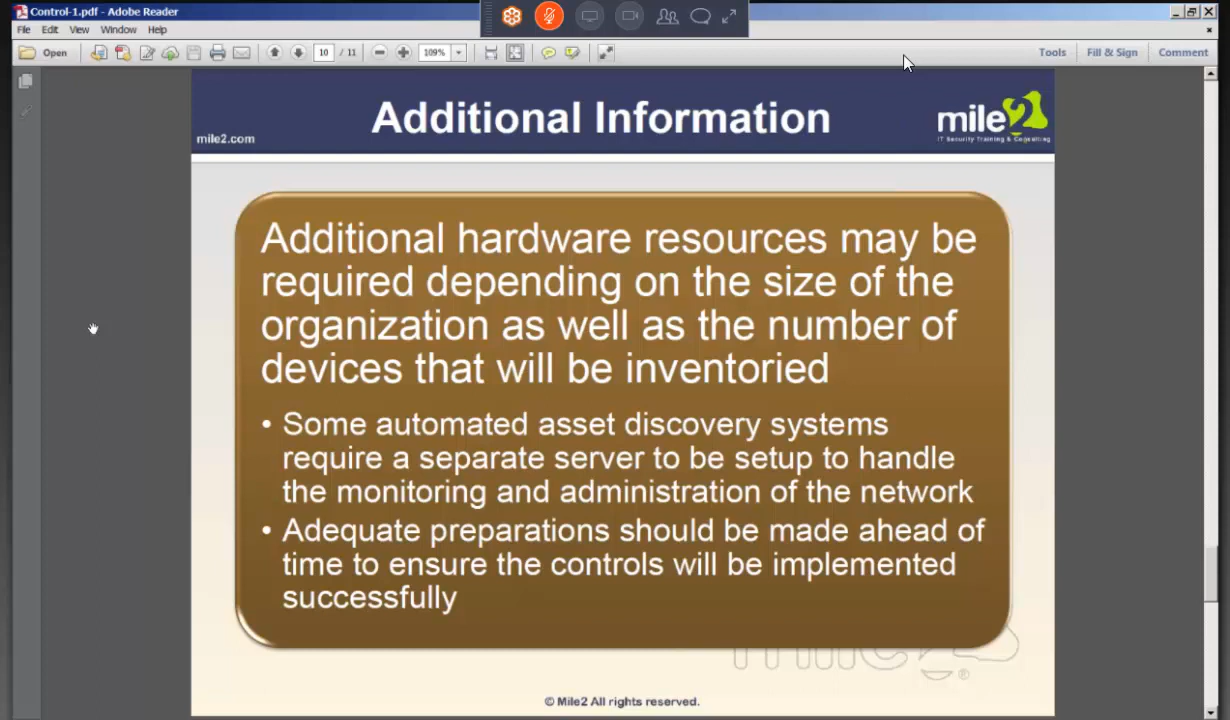 Control-1.pdf - Adobe Reader
File Edit View Window Help
Open 10 / 11 109% Tools Fill & Sign Comment
Additional Information
mile2.com
mile2
IT Security Training & Consulting
Additional hardware resources may be
required depending on the size of the
organization as well as the number of
devices that will be inventoried
• Some automated asset discovery systems
require a separate server to be setup to handle
the monitoring and administration of the network
• Adequate preparations should be made ahead of
time to ensure the controls will be implemented
successfully
mile2 ®
© Mile2 All rights reserved.